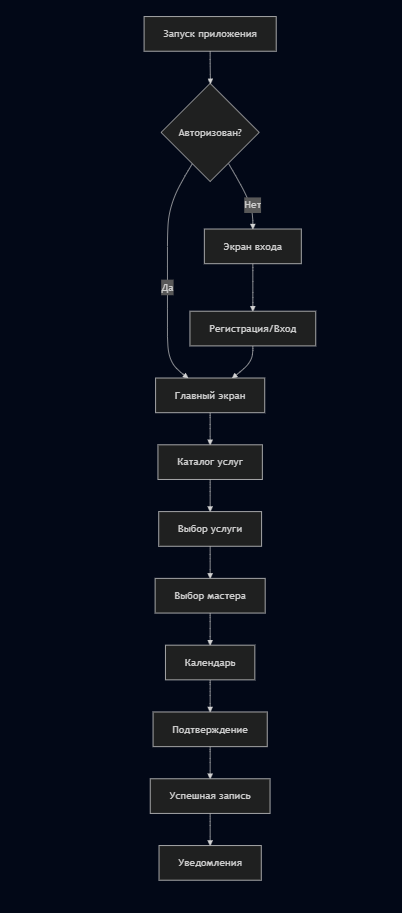 Запуск приложения
Авторизован?
Нет
Экран входа
Да
Регистрация/Вход
Главный экран
Каталог услуг
Выбор услуги
Выбор мастера
Календарь
Подтверждение
Успешная запись
Уведомления